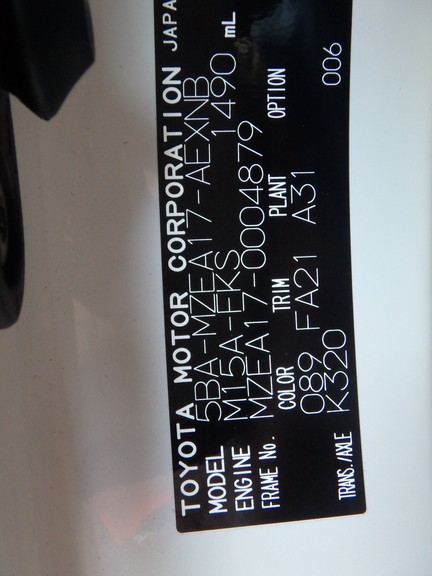 TOYOTA MOTOR CORPORATION JAPA
MODEL 5BA-MZEA17-AEXNB
ENGINE M15A-FKS 1490 mL
FRAME No. MZEA17-0004879
COLOR TRIM PLANT OPTION
089 FA21 A31 006
TRANS./AXLE K320